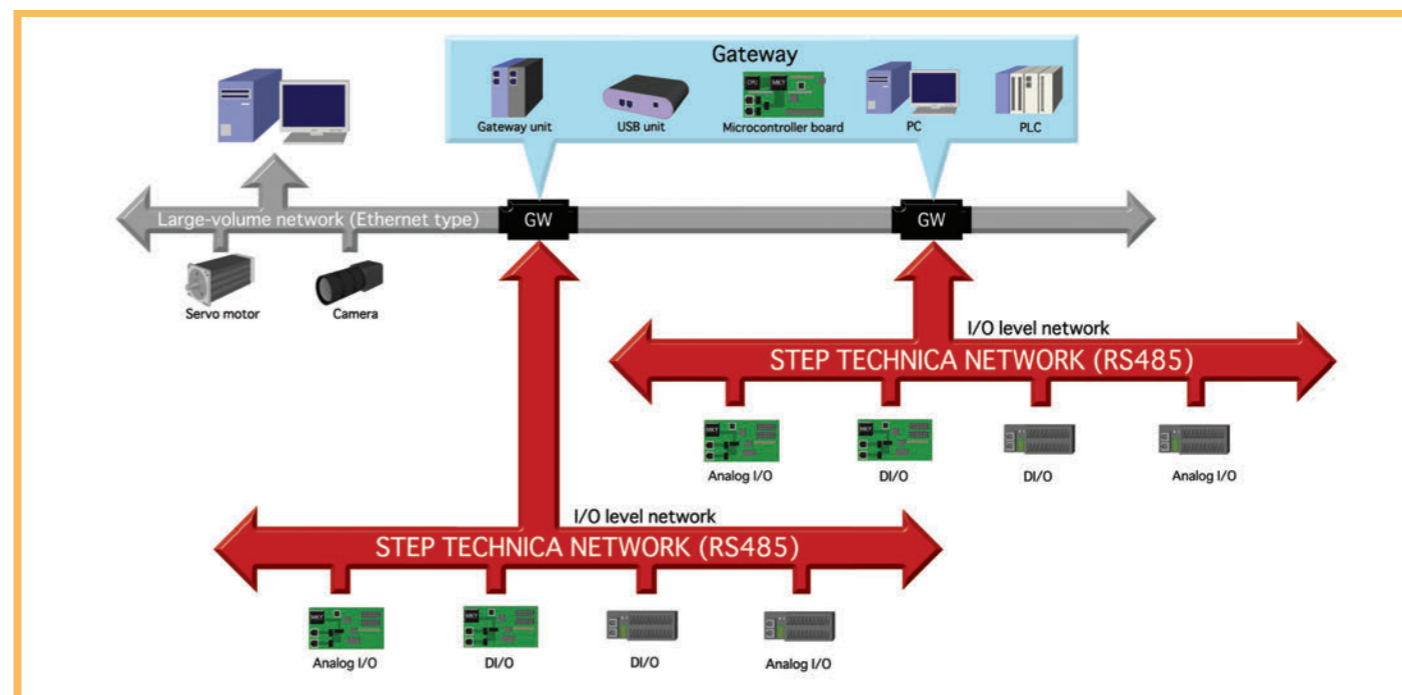 Gateway
Gateway unit
USB unit
Microcontroller board
PC
PLC
Large-volume network (Ethernet type)
GW
GW
Servo motor
Camera
I/O level network
STEP TECHNICA NETWORK (RS485)
Analog I/O
DI/O
DI/O
Analog I/O
I/O level network
STEP TECHNICA NETWORK (RS485)
Analog I/O
DI/O
DI/O
Analog I/O